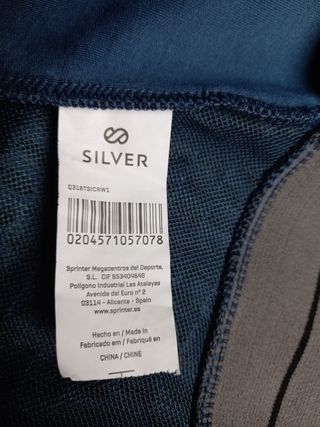 SILVER
Q316TSICRW1
0204571057078
Sprinter Megacentros del Deporte,
S.L. CIF B53404646
Polígono Industrial Las Atalayas
Avenida del Euro nº 2
03114 - Alicante - Spain
www.sprinter.es
Hecho en / Made in
Fabricado em / Fabriqué en
CHINA / CHINE